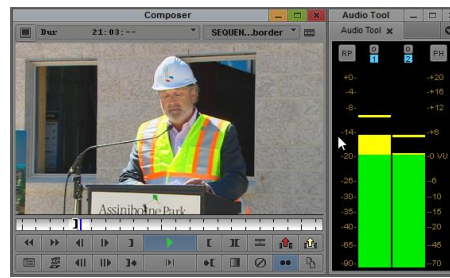 Composer
Dur 21:03:-- SEQUEN...border
Assiniboine Park
Audio Tool
Audio Tool x
RP 0 0 PH
1 2
+0- -+20
-4- -+16
-8- -+12
-14- -+6
-20- -0 VU
-26- -6
-30- -10
-35- -15
-40- -20
-45- -25
-65- -45
-90- -70